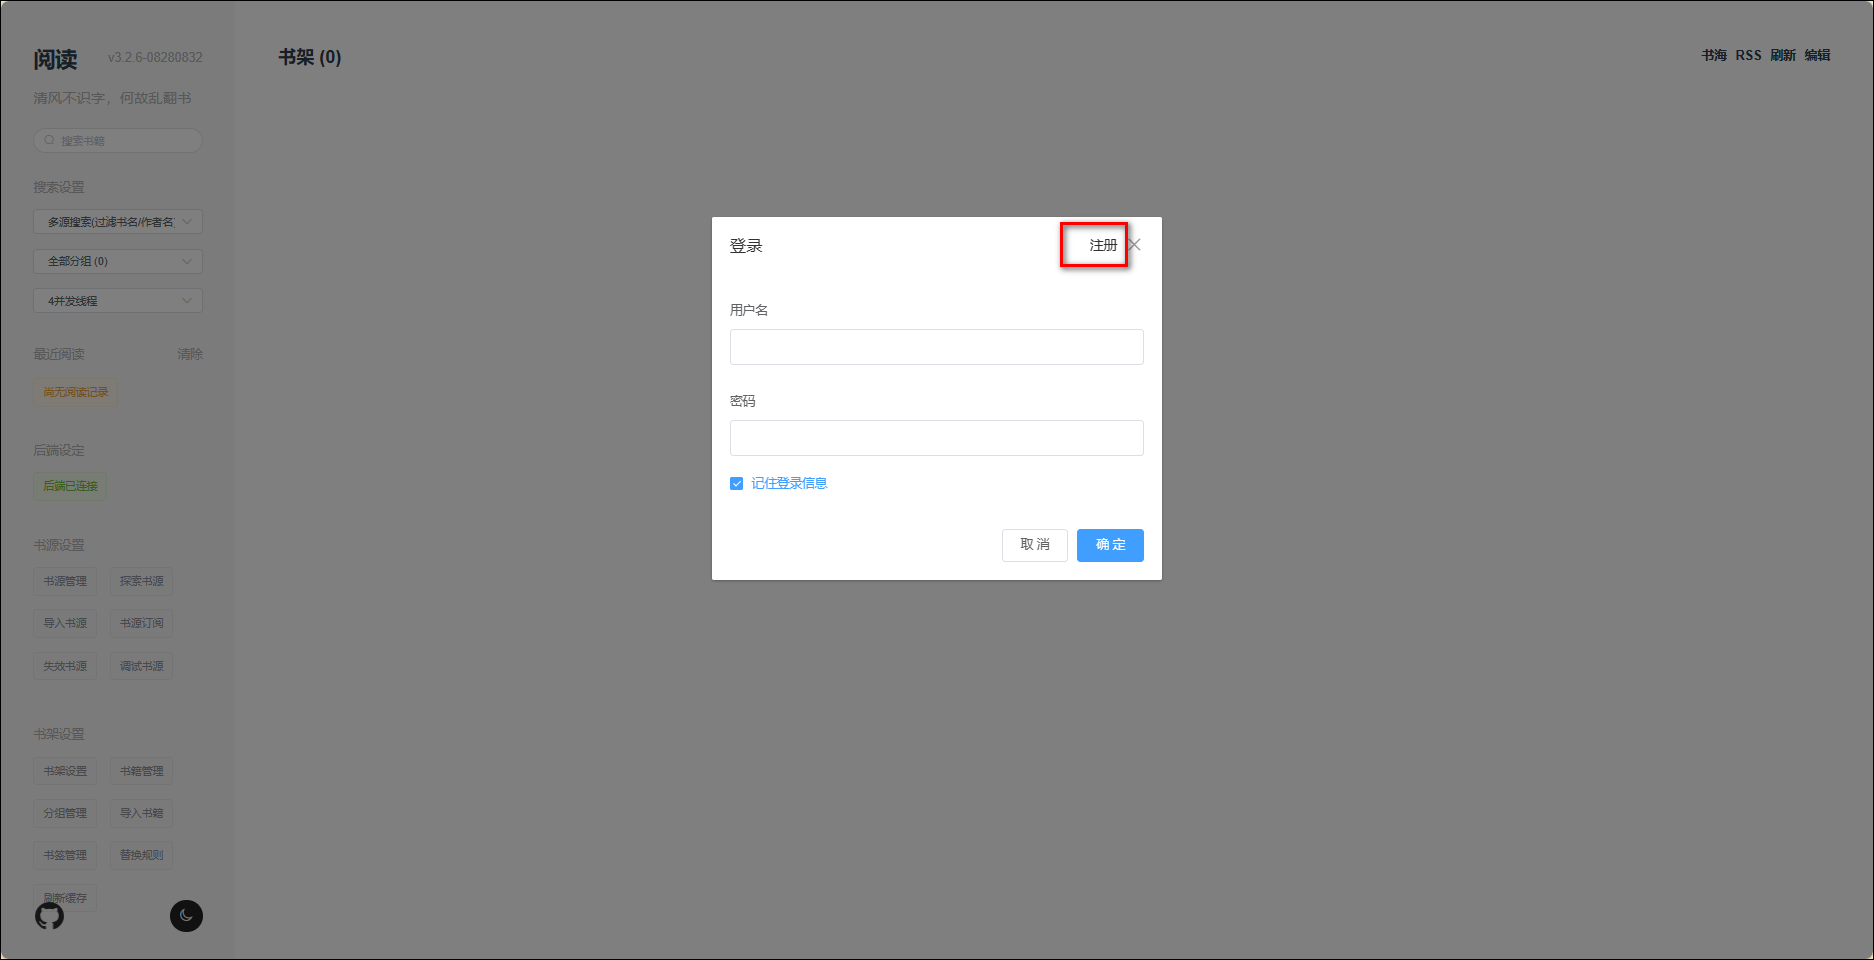 阅读
v3.2.6-08280832
清风不识字，何故乱翻书
搜索书籍
搜索设置
多源搜索(过滤书名/作者名
全部分组 (0)
4并发线程
最近阅读
清除
尚无阅读记录
后端设定
后端已连接
书源设置
书源管理
探索书源
导入书源
书源订阅
失效书源
调试书源
书架设置
书架设置
书籍管理
分组管理
导入书籍
书签管理
替换规则
刷新缓存
书架 (0)
书海 RSS 刷新 编辑
登录
注册
用户名
密码
记住登录信息
取 消
确 定